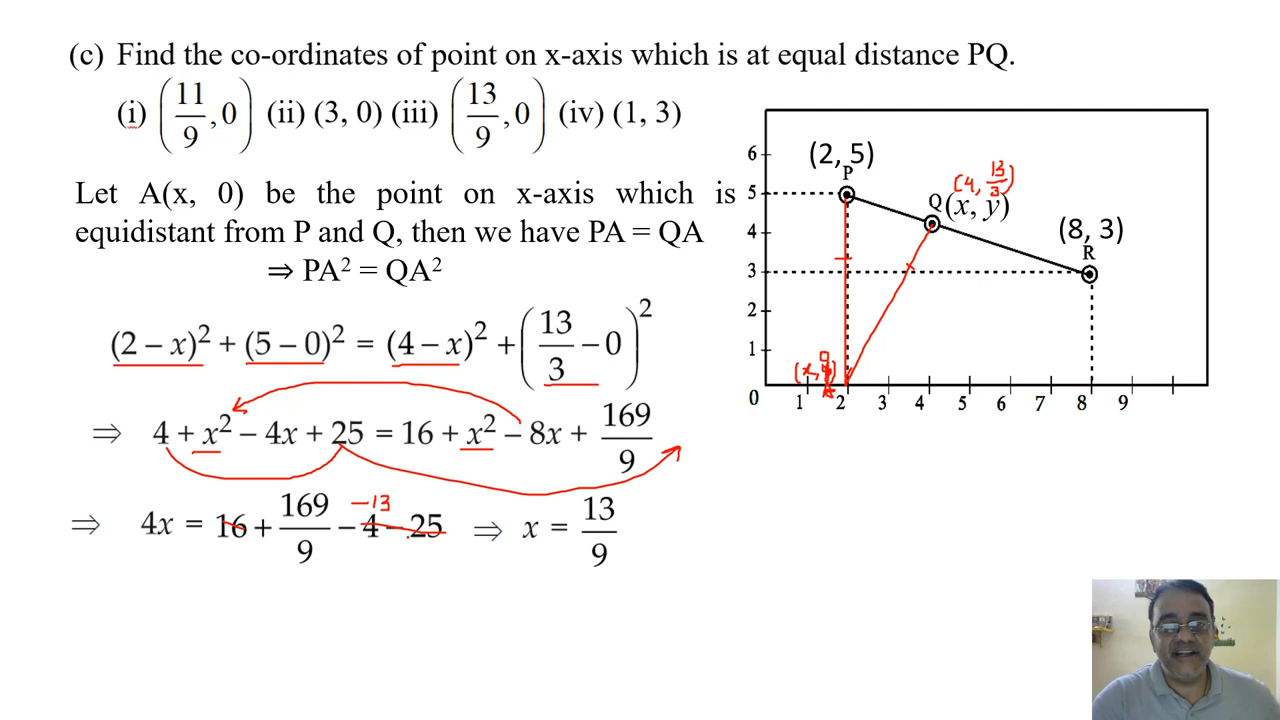 (c) Find the co-ordinates of point on x-axis which is at equal distance PQ.
(i) (11/9, 0) (ii) (3, 0) (iii) (13/9, 0) (iv) (1, 3)
Let A(x, 0) be the point on x-axis which is
equidistant from P and Q, then we have PA = QA
⇒ PA² = QA²
(2 – x)² + (5 – 0)² = (4 – x)² + (13/3 – 0)²
⇒ 4 + x² – 4x + 25 = 16 + x² – 8x + 169/9
–13
⇒ 4x = 16 + 169/9 – 4 – 25 ⇒ x = 13/9
(2, 5)
P
(4, 13/3)
Q(x, y)
(8, 3)
R
6
5
4
3
2
1
0 1 2 3 4 5 6 7 8 9